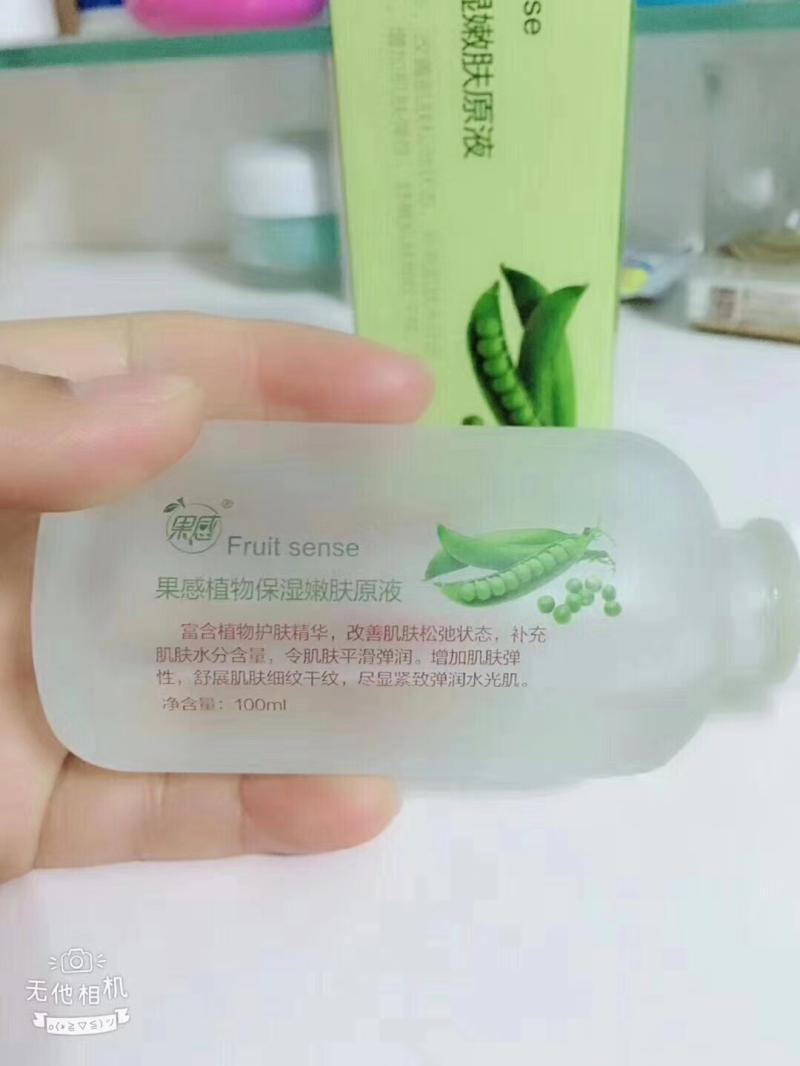 se
湿嫩肤原液
果感®
Fruit sense
果感植物保湿嫩肤原液
富含植物护肤精华，改善肌肤松弛状态，补充
肌肤水分含量，令肌肤平滑弹润。增加肌肤弹
性，舒展肌肤细纹干纹，尽显紧致弹润水光肌。
净含量：100ml
无他相机
o(*≧▽≦)ツ